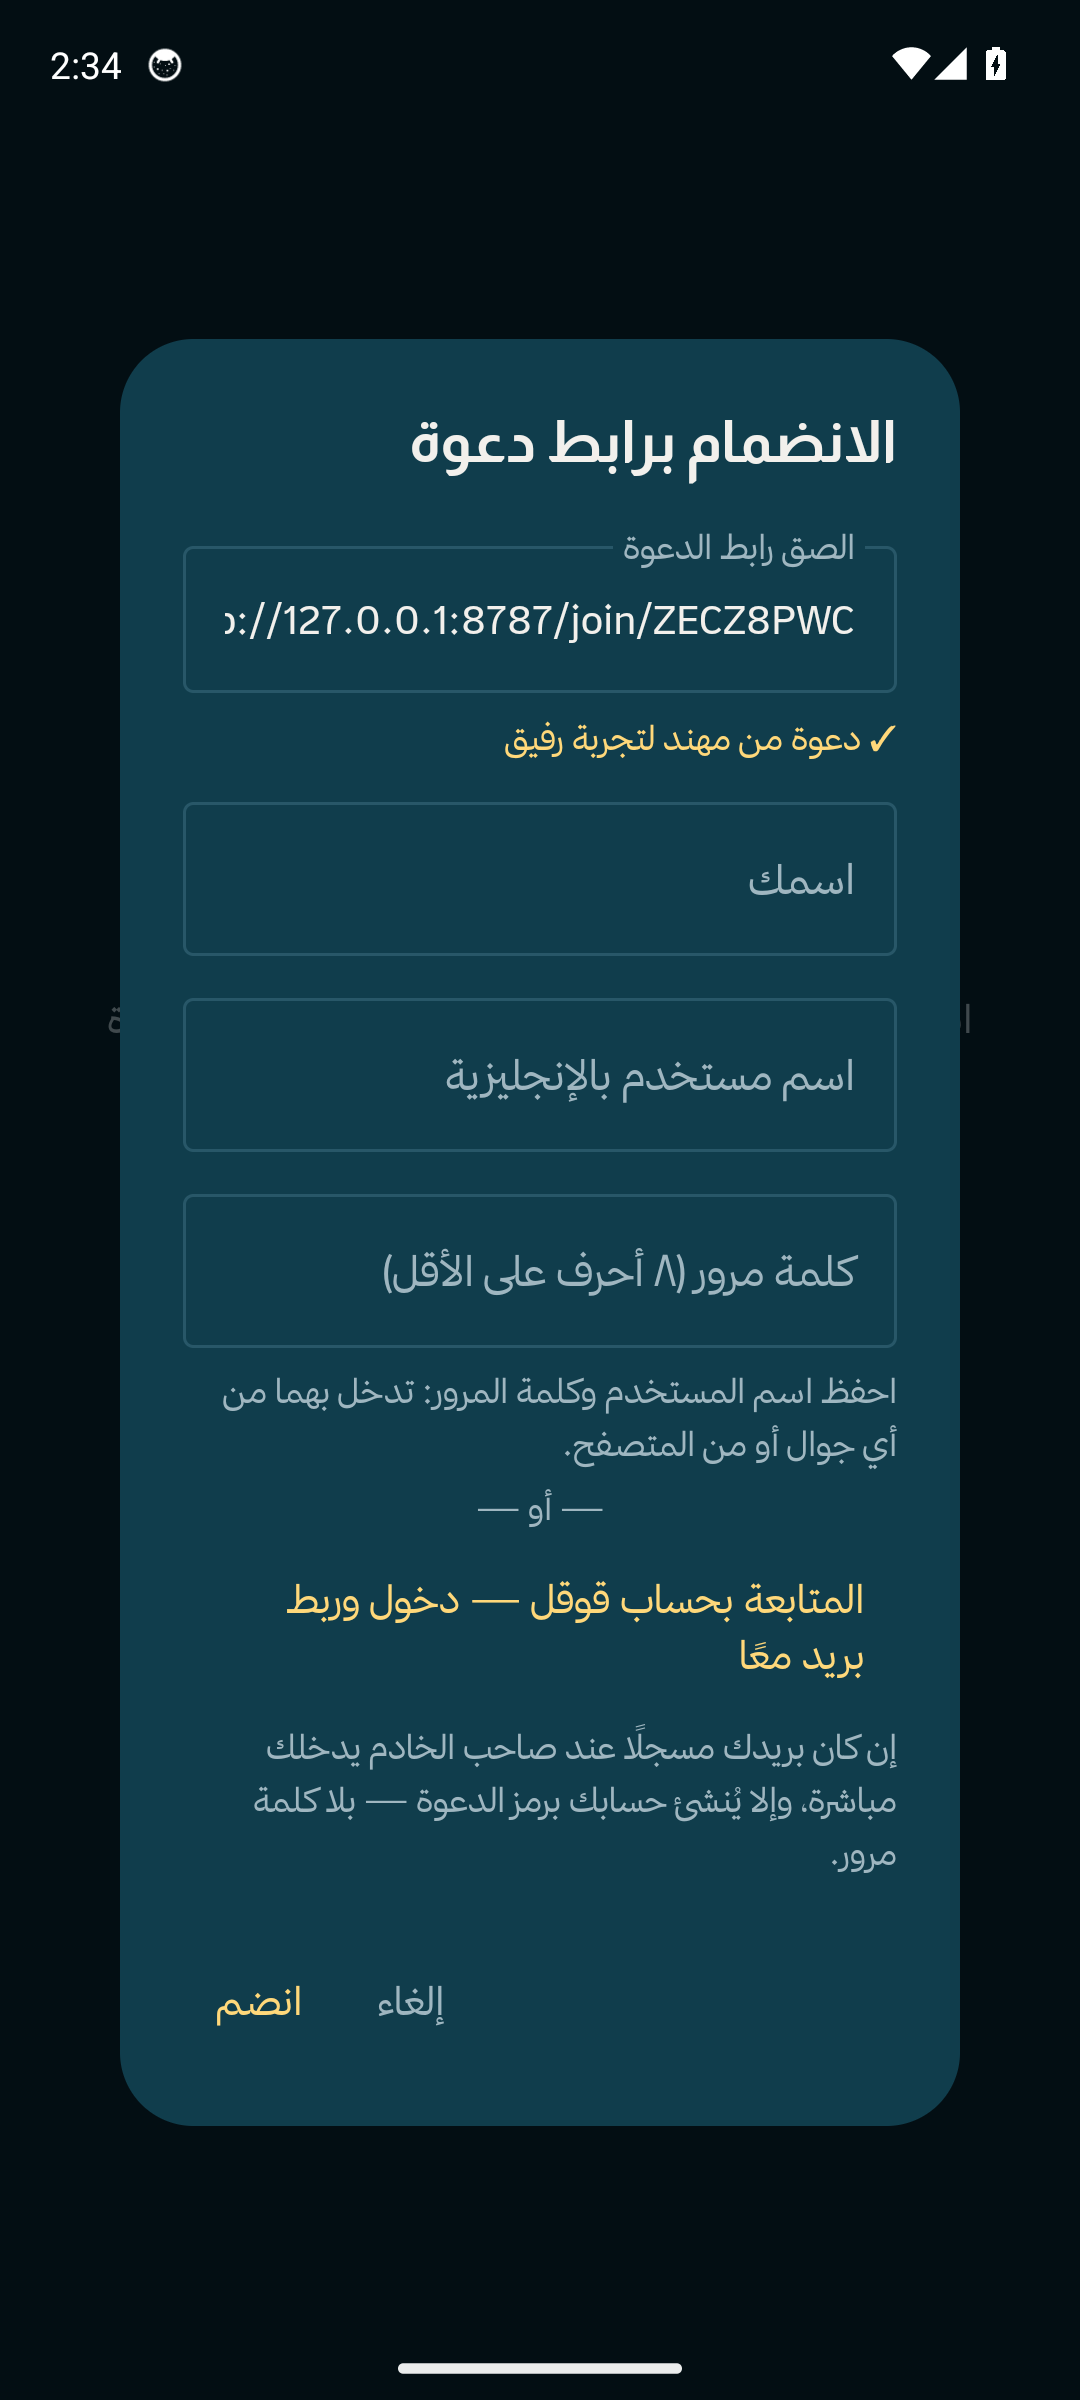 2:34
الانضمام برابط دعوة
الصق رابط الدعوة
://127.0.0.1:8787/join/ZECZ8PWC
✓ دعوة من مهند لتجربة رفيق
اسمك
اسم مستخدم بالإنجليزية
كلمة مرور (٨ أحرف على الأقل)
احفظ اسم المستخدم وكلمة المرور: تدخل بهما من
أي جوال أو من المتصفح.
— أو —
المتابعة بحساب قوقل — دخول وربط
بريد معًا
إن كان بريدك مسجلًا عند صاحب الخادم يدخلك
مباشرة، وإلا يُنشئ حسابك برمز الدعوة — بلا كلمة
مرور.
إلغاء
انضم